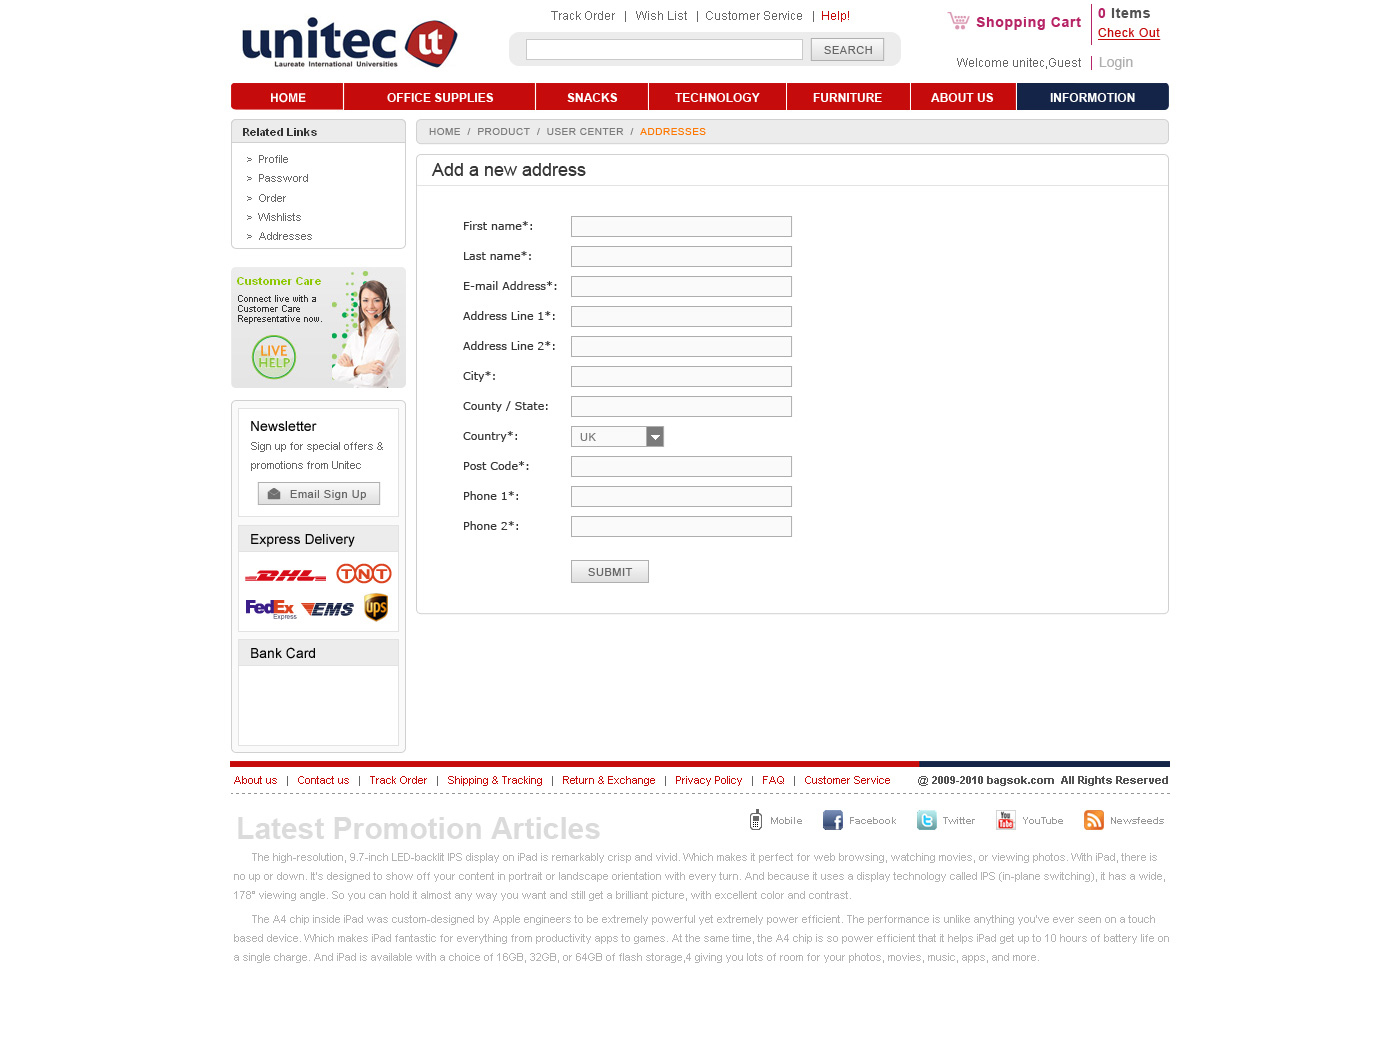 Track Order | Wish List | Customer Service | Help!
unitec ut
Laureate International Universities
SEARCH
Shopping Cart
0 Items
Check Out
Welcome unitec,Guest | Login
HOME OFFICE SUPPLIES SNACKS TECHNOLOGY FURNITURE ABOUT US INFORMOTION
Related Links
> Profile
> Password
> Order
> Wishlists
> Addresses
Customer Care
Connect live with a
Customer Care
Representative now.
LIVE
HELP
Newsletter
Sign up for special offers &
promotions from Unitec
Email Sign Up
Express Delivery
DHL TNT
FedEx Express EMS ups
Bank Card
HOME / PRODUCT / USER CENTER / ADDRESSES
Add a new address
First name*:
Last name*:
E-mail Address*:
Address Line 1*:
Address Line 2*:
City*:
County / State:
Country*: UK
Post Code*:
Phone 1*:
Phone 2*:
SUBMIT
About us | Contact us | Track Order | Shipping & Tracking | Return & Exchange | Privacy Policy | FAQ | Customer Service
@ 2009-2010 bagsok.com All Rights Reserved
Mobile Facebook Twitter You Tube YouTube Newsfeeds
Latest Promotion Articles
The high-resolution, 9.7-inch LED-backlit IPS display on iPad is remarkably crisp and vivid. Which makes it perfect for web browsing, watching movies, or viewing photos. With iPad, there is
no up or down. It's designed to show off your content in portrait or landscape orientation with every turn. And because it uses a display technology called IPS (in-plane switching), it has a wide,
178° viewing angle. So you can hold it almost any way you want and still get a brilliant picture, with excellent color and contrast.
The A4 chip inside iPad was custom-designed by Apple engineers to be extremely powerful yet extremely power efficient. The performance is unlike anything you've ever seen on a touch
based device. Which makes iPad fantastic for everything from productivity apps to games. At the same time, the A4 chip is so power efficient that it helps iPad get up to 10 hours of battery life on
a single charge. And iPad is available with a choice of 16GB, 32GB, or 64GB of flash storage,4 giving you lots of room for your photos, movies, music, apps, and more.